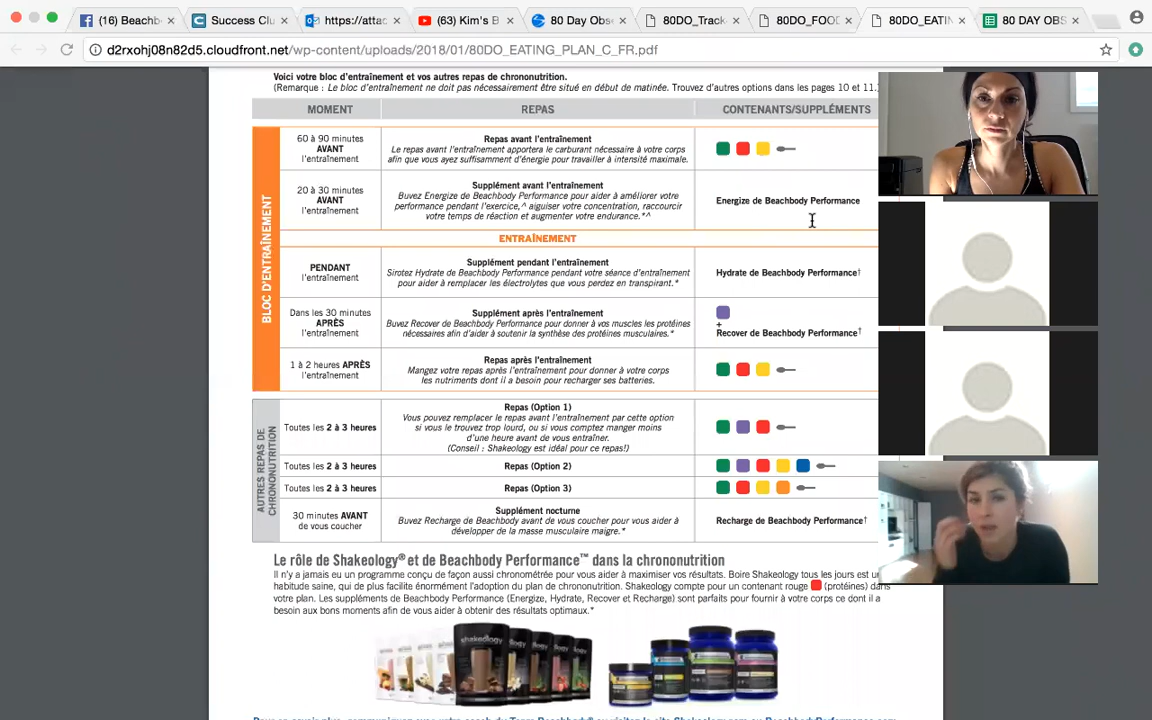 (16) Beachb
Success Clu
https://attac
(63) Kim's B
80 Day Obse
80DO_Track
80DO_FOO
80DO_EATIN
80 DAY OBS
d2rxohj08n82d5.cloudfront.net/wp-content/uploads/2018/01/80DO_EATING_PLAN_C_FR.pdf
Voici votre bloc d'entraînement et vos autres repas de chrononutrition.
(Remarque : Le bloc d'entraînement ne doit pas nécessairement être situé en début de matinée. Trouvez d'autres options dans les pages 10 et 11.
MOMENT REPAS CONTENANTS/SUPPLÉMENTS
BLOC D'ENTRAÎNEMENT
60 à 90 minutes
AVANT
l'entraînement
Repas avant l'entraînement
Le repas avant l'entraînement apportera le carburant nécessaire à votre corps
afin que vous ayez suffisamment d'énergie pour travailler à intensité maximale.
20 à 30 minutes
AVANT
l'entraînement
Supplément avant l'entraînement
Buvez Energize de Beachbody Performance pour aider à améliorer votre
performance pendant l'exercice,^ aiguiser votre concentration, raccourcir
votre temps de réaction et augmenter votre endurance.*^
Energize de Beachbody Performance
ENTRAÎNEMENT
PENDANT
l'entraînement
Supplément pendant l'entraînement
Sirotez Hydrate de Beachbody Performance pendant votre séance d'entraînement
pour aider à remplacer les électrolytes que vous perdez en transpirant.*
Hydrate de Beachbody Performance†
Dans les 30 minutes
APRÈS
l'entraînement
Supplément après l'entraînement
Buvez Recover de Beachbody Performance pour donner à vos muscles les protéines
nécessaires afin d'aider à soutenir la synthèse des protéines musculaires.*
+
Recover de Beachbody Performance†
1 à 2 heures APRÈS
l'entraînement
Repas après l'entraînement
Mangez votre repas après l'entraînement pour donner à votre corps
les nutriments dont il a besoin pour recharger ses batteries.
AUTRES REPAS DE
CHRONONUTRITION
Toutes les 2 à 3 heures
Repas (Option 1)
Vous pouvez remplacer le repas avant l'entraînement par cette option
si vous le trouvez trop lourd, ou si vous comptez manger moins
d'une heure avant de vous entraîner.
(Conseil : Shakeology est idéal pour ce repas!)
Toutes les 2 à 3 heures
Repas (Option 2)
Toutes les 2 à 3 heures
Repas (Option 3)
30 minutes AVANT
de vous coucher
Supplément nocturne
Buvez Recharge de Beachbody avant de vous coucher pour vous aider à
développer de la masse musculaire maigre.*
Recharge de Beachbody Performance†
Le rôle de Shakeology® et de Beachbody Performance™ dans la chrononutrition
Il n'y a jamais eu un programme conçu de façon aussi chronométrée pour vous aider à maximiser vos résultats. Boire Shakeology tous les jours est un
habitude saine, qui de plus facilite énormément l'adoption du plan de chrononutrition. Shakeology compte pour un contenant rouge (protéines) dans
votre plan. Les suppléments de Beachbody Performance (Energize, Hydrate, Recover et Recharge) sont parfaits pour fournir à votre corps ce dont il a
besoin aux bons moments afin de vous aider à obtenir des résultats optimaux.*
shakeology